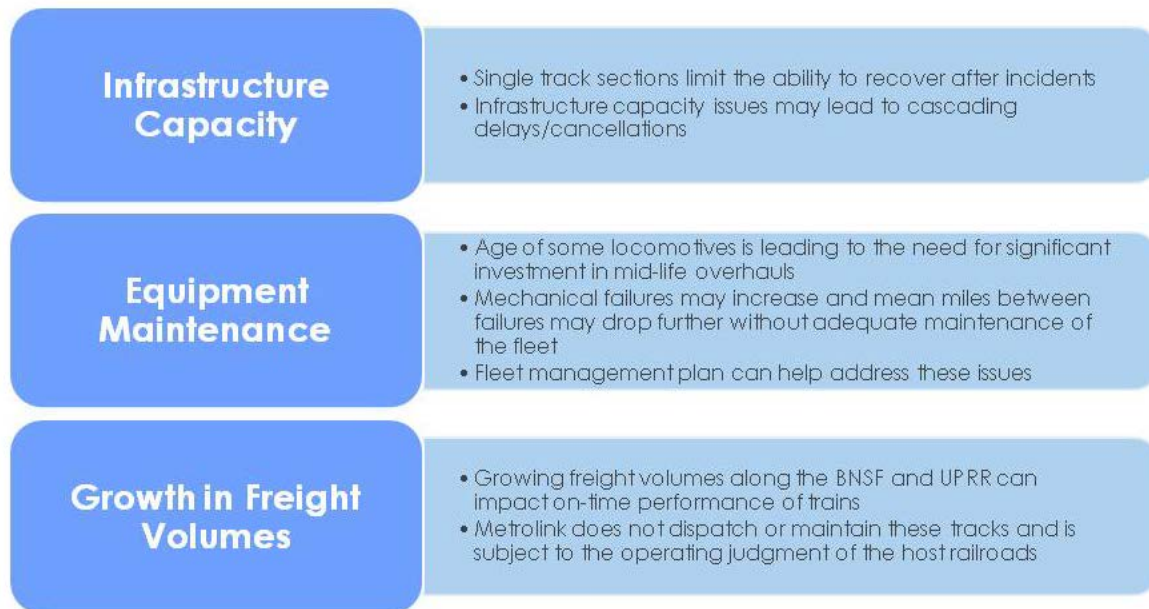 Infrastructure
Capacity
• Single track sections limit the ability to recover after incidents
• Infrastructure capacity issues may lead to cascading
delays/cancellations
Equipment
Maintenance
• Age of some locomotives is leading to the need for significant
investment in mid-life overhauls
• Mechanical failures may increase and mean miles between
failures may drop further without adequate maintenance of
the fleet
• Fleet management plan can help address these issues
Growth in Freight
Volumes
• Growing freight volumes along the BNSF and UPRR can
impact on-time performance of trains
• Metrolink does not dispatch or maintain these tracks and is
subject to the operating judgment of the host railroads